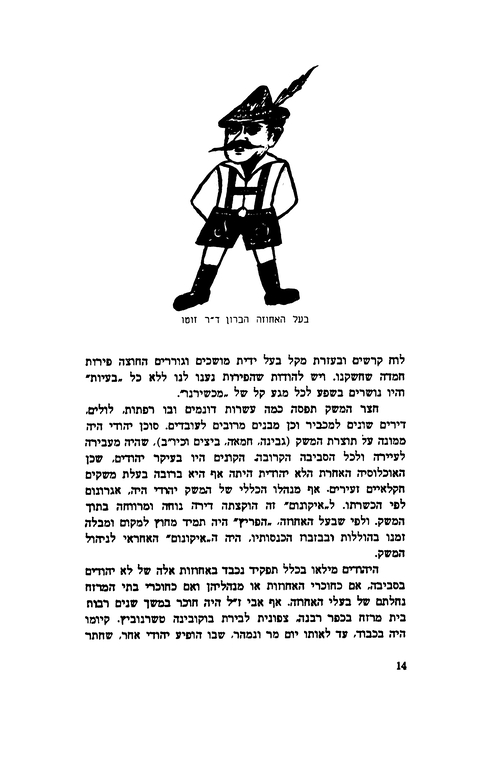 בעל האחוזה הברון ד״ר זוטו
לוח קרשים ובעזרת מקל בעל ידית מושכים וגוררים החוצה פירות
חמדה שחשקנו. ויש להודות שהפירות נענו לנו ללא כל „בעיות״
והיו נושרים בשפע לכל מגע קל של „מכשירנו״.
חצר המשק תפסה כמה עשרות דונמים ובו רפתות, לולים,
דירים שונים למכביר וכן מבנים מרובים לעובדים. סוכן יהודי היה
ממונה על תוצרת המשק (גבינה, חמאה, ביצים וכיו״ב), שהיה מעבירה
לעיירה ולכל הסביבה הקרובה. הקונים היו בעיקר יהודים, שכן
האוכלוסיה האחרת הלא יהודית היתה אף היא ברובה בעלת משקים
חקלאיים זעירים. אף מנהלו הכללי של המשק יהודי היה, אגרונום
לפי הכשרתו. ל„איקונום״ זה הוקצתה דירה נוחה ומרווחה בתוך
המשק. ולפי שבעל האחוזה, „הפריץ״ היה תמיד מחוץ למקום ומבלה
זמנו בהוללות ובבזבוז הכנסותיו, היה ה„איקונום״ האחראי לניהול
המשק.
היהודים מילאו בכלל תפקיד נכבד באחוזות אלה של לא יהודים
בסביבה, אם כחוכרי האחוזות או מנהליהן ואם כחוכרי בתי המרזח
נחלתם של בעלי האחוזה. אף אבי ז״ל היה חוכר במשך שנים רבות
בית מרזח בכפר רבנה, צפונית לבירת בוקובינה טשרנוביץ. קיומו
היה בכבוד, עד לאותו יום מר ונמהר, שבו הופיע יהודי אחר, שחתר
14